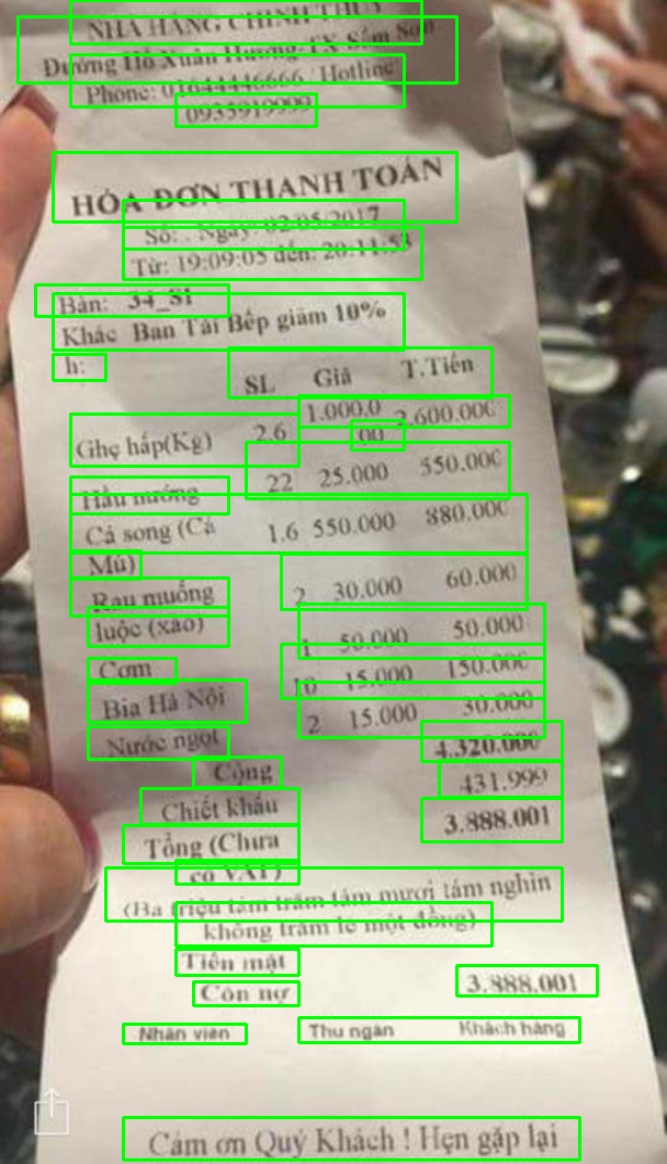 NHÀ HÀNG CHINH THỦY
Đường Hồ Xuân Hương-TX Sầm Sơn
Phone: 01644446666 / Hotline:
0935919999
HÓA ĐƠN THANH TOÁN
Số: . Ngày: 02/05/2017
Từ: 19:09:05 đến: 20:11:53
Bàn: 34_S1
Khác Ban Tài Bếp giảm 10%
h:
SL Giá T.Tiền
Ghẹ hấp(Kg) 2.6 1.000.0 2.600.000
00
Hàu nướng 22 25.000 550.000
Cá song (Cá 1.6 550.000 880.000
Mú)
Rau muống 2 30.000 60.000
luộc (xào)
Cơm 1 50.000 50.000
Bia Hà Nội 10 15.000 150.000
Nước ngọt 2 15.000 30.000
Cộng 4.320.000
Chiết khấu 431.999
Tổng (Chưa 3.888.001
có VAT)
(Ba triệu tám trăm tám mươi tám nghìn
không trăm lẻ một đồng)
Tiền mặt
Còn nợ 3.888.001
Nhân viên Thu ngân Khách hàng
Cám ơn Quý Khách ! Hẹn gặp lại